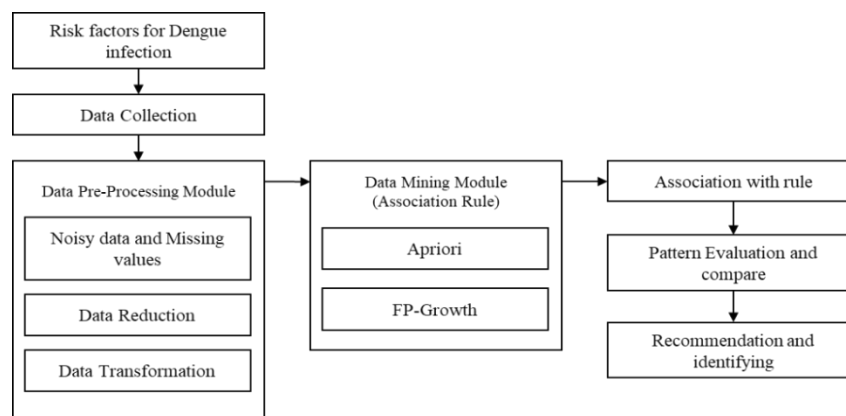 Risk factors for Dengue
infection
Data Collection
Data Pre-Processing Module
Noisy data and Missing
values
Data Reduction
Data Transformation
Data Mining Module
(Association Rule)
Apriori
FP-Growth
Association with rule
Pattern Evaluation and
compare
Recommendation and
identifying